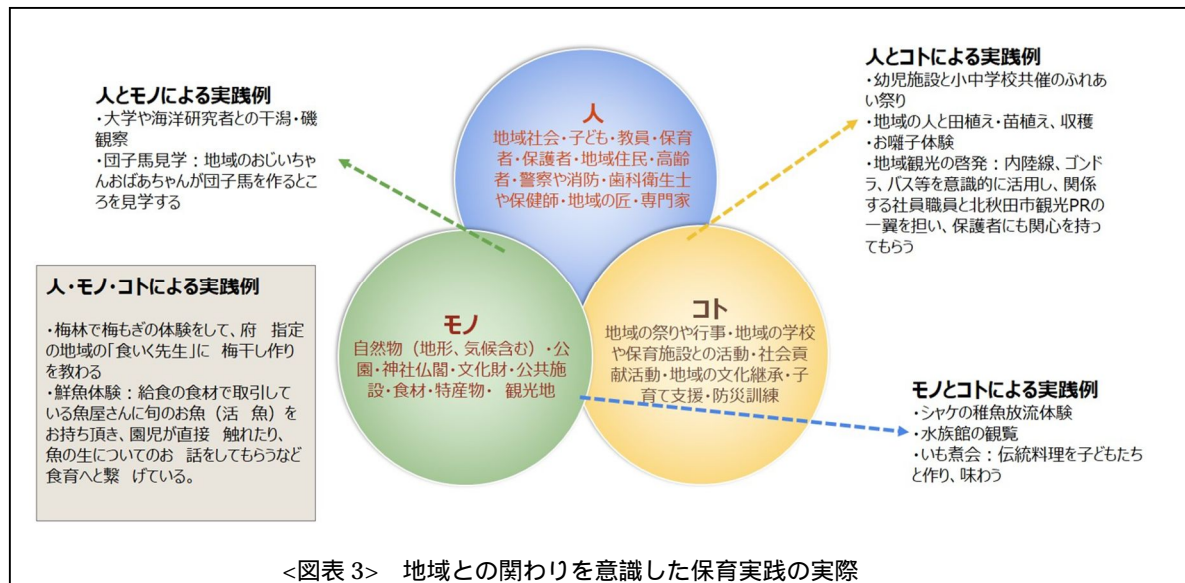 人とモノによる実践例
・大学や海洋研究者との干潟・磯
観察
・団子馬見学：地域のおじいちゃ
んおばあちゃんが団子馬を作るとこ
ろを見学する
人
地域社会・子ども・教員・保育
者・保護者・地域住民・高齢
者・警察や消防・歯科衛生士
や保健師・地域の匠・専門家
人とコトによる実践例
・幼児施設と小中学校共催のふれあ
い祭り
・地域の人と田植え・苗植え、収穫
・お囃子体験
・地域観光の啓発：内陸線、ゴンド
ラ、バス等を意識的に活用し、関係
する社員職員と北秋田市観光PRの
一翼を担い、保護者にも関心を持っ
てもらう
人・モノ・コトによる実践例
・梅林で梅もぎの体験をして、府　指定
の地域の「食いく先生」に　梅干し作り
を教わる
・鮮魚体験：給食の食材で取引して
いる魚屋さんに旬のお魚（活　魚）を
お持ち頂き、園児が直接　触れたり、
魚の生についてのお　話をしてもらうなど
食育へと繋　げている。
モノ
自然物（地形、気候含む）・公
園・神社仏閣・文化財・公共施
設・食材・特産物・　観光地
コト
地域の祭りや行事・地域の学校
や保育施設との活動・社会貢
献活動・地域の文化継承・子
育て支援・防災訓練
モノとコトによる実践例
・シャケの稚魚放流体験
・水族館の観覧
・いも煮会：伝統料理を子どもたち
と作り、味わう
<図表 3>　地域との関わりを意識した保育実践の実際